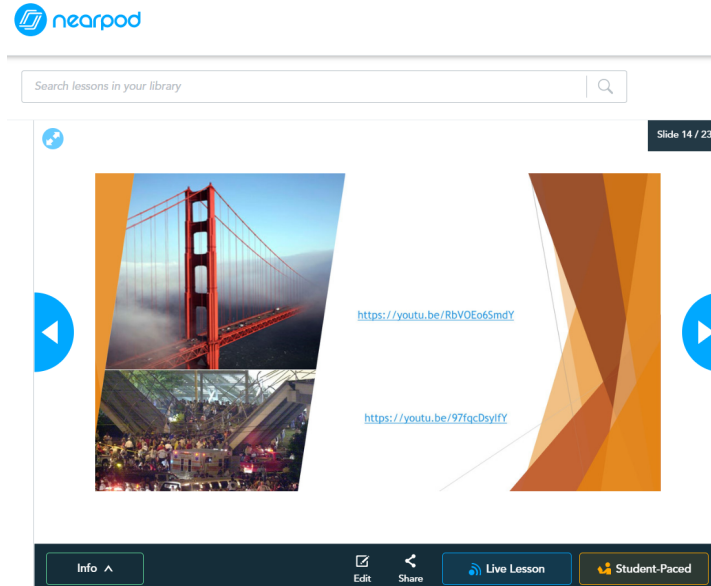 nearpod
Search lessons in your library
Slide 14 / 23
https://youtu.be/RbVOEo6SmdY
https://youtu.be/97fqcDsylfY
Info
Edit
Share
Live Lesson
Student-Paced